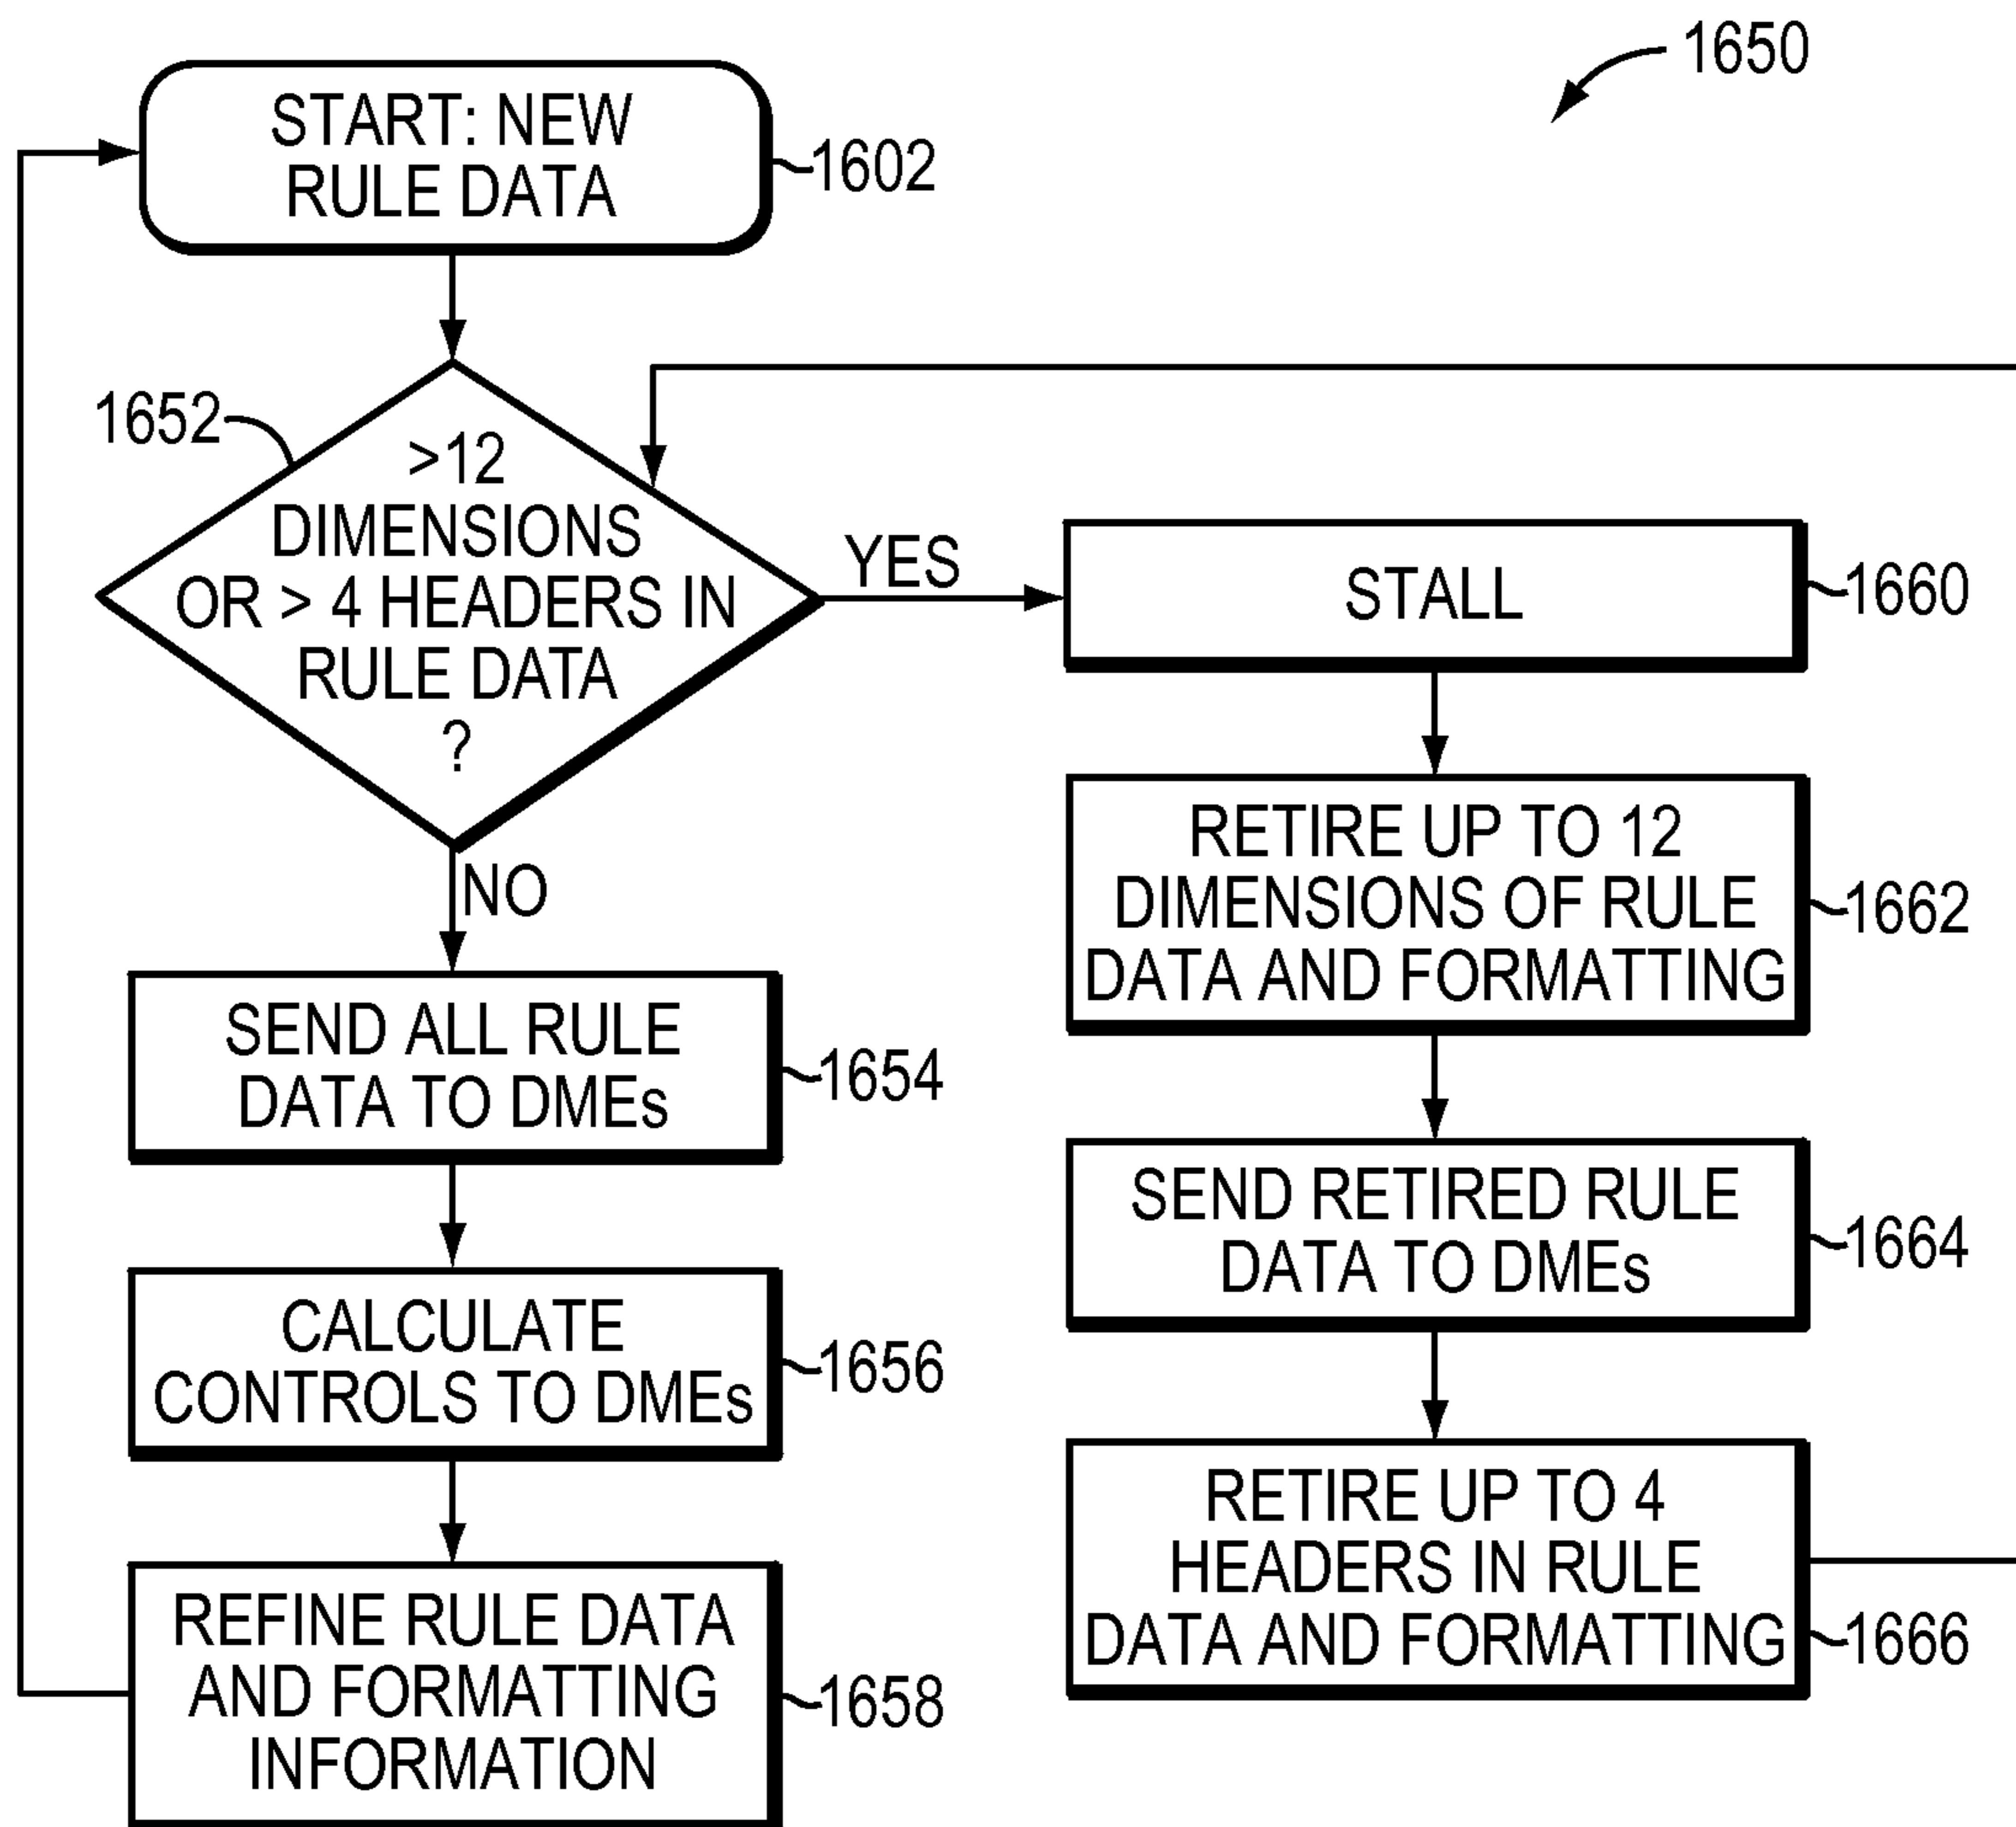 1650
START: NEW
RULE DATA
1602
1652
>12
DIMENSIONS
OR > 4 HEADERS IN
RULE DATA
?
YES
NO
STALL
1660
RETIRE UP TO 12
DIMENSIONS OF RULE
DATA AND FORMATTING
1662
SEND ALL RULE
DATA TO DMEs
1654
SEND RETIRED RULE
DATA TO DMEs
1664
CALCULATE
CONTROLS TO DMEs
1656
RETIRE UP TO 4
HEADERS IN RULE
DATA AND FORMATTING
1666
REFINE RULE DATA
AND FORMATTING
INFORMATION
1658